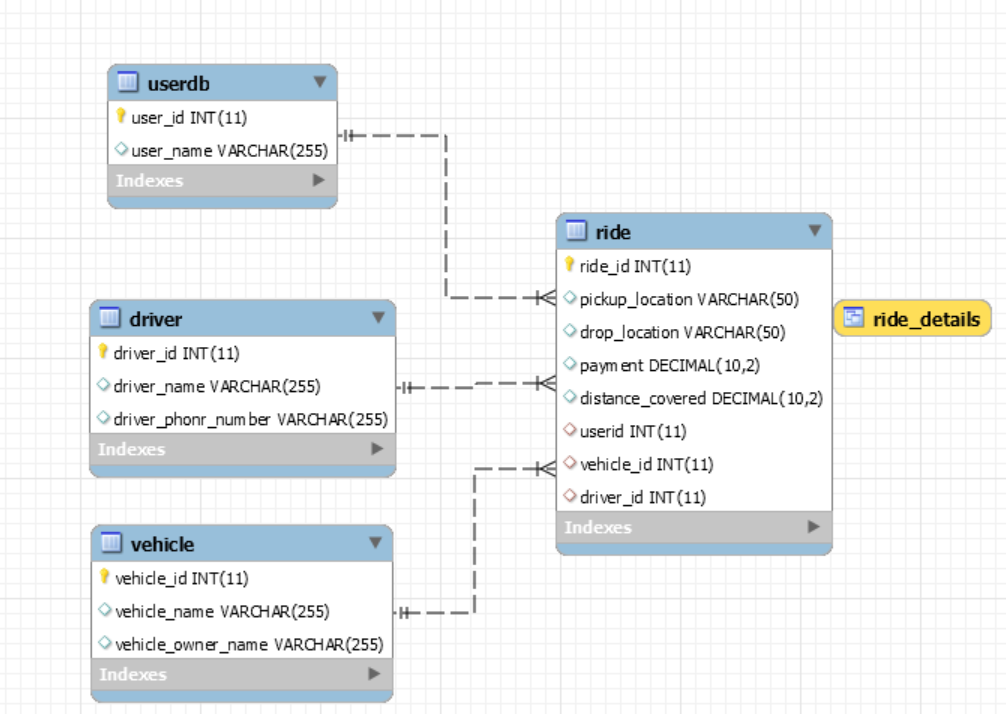 userdb
user_id INT(11)
user_name VARCHAR(255)
Indexes
driver
driver_id INT(11)
driver_name VARCHAR(255)
driver_phonr_number VARCHAR(255)
Indexes
vehicle
vehicle_id INT(11)
vehicle_name VARCHAR(255)
vehicle_owner_name VARCHAR(255)
Indexes
ride
ride_id INT(11)
pickup_location VARCHAR(50)
drop_location VARCHAR(50)
payment DECIMAL(10,2)
distance_covered DECIMAL(10,2)
userid INT(11)
vehicle_id INT(11)
driver_id INT(11)
Indexes
ride_details